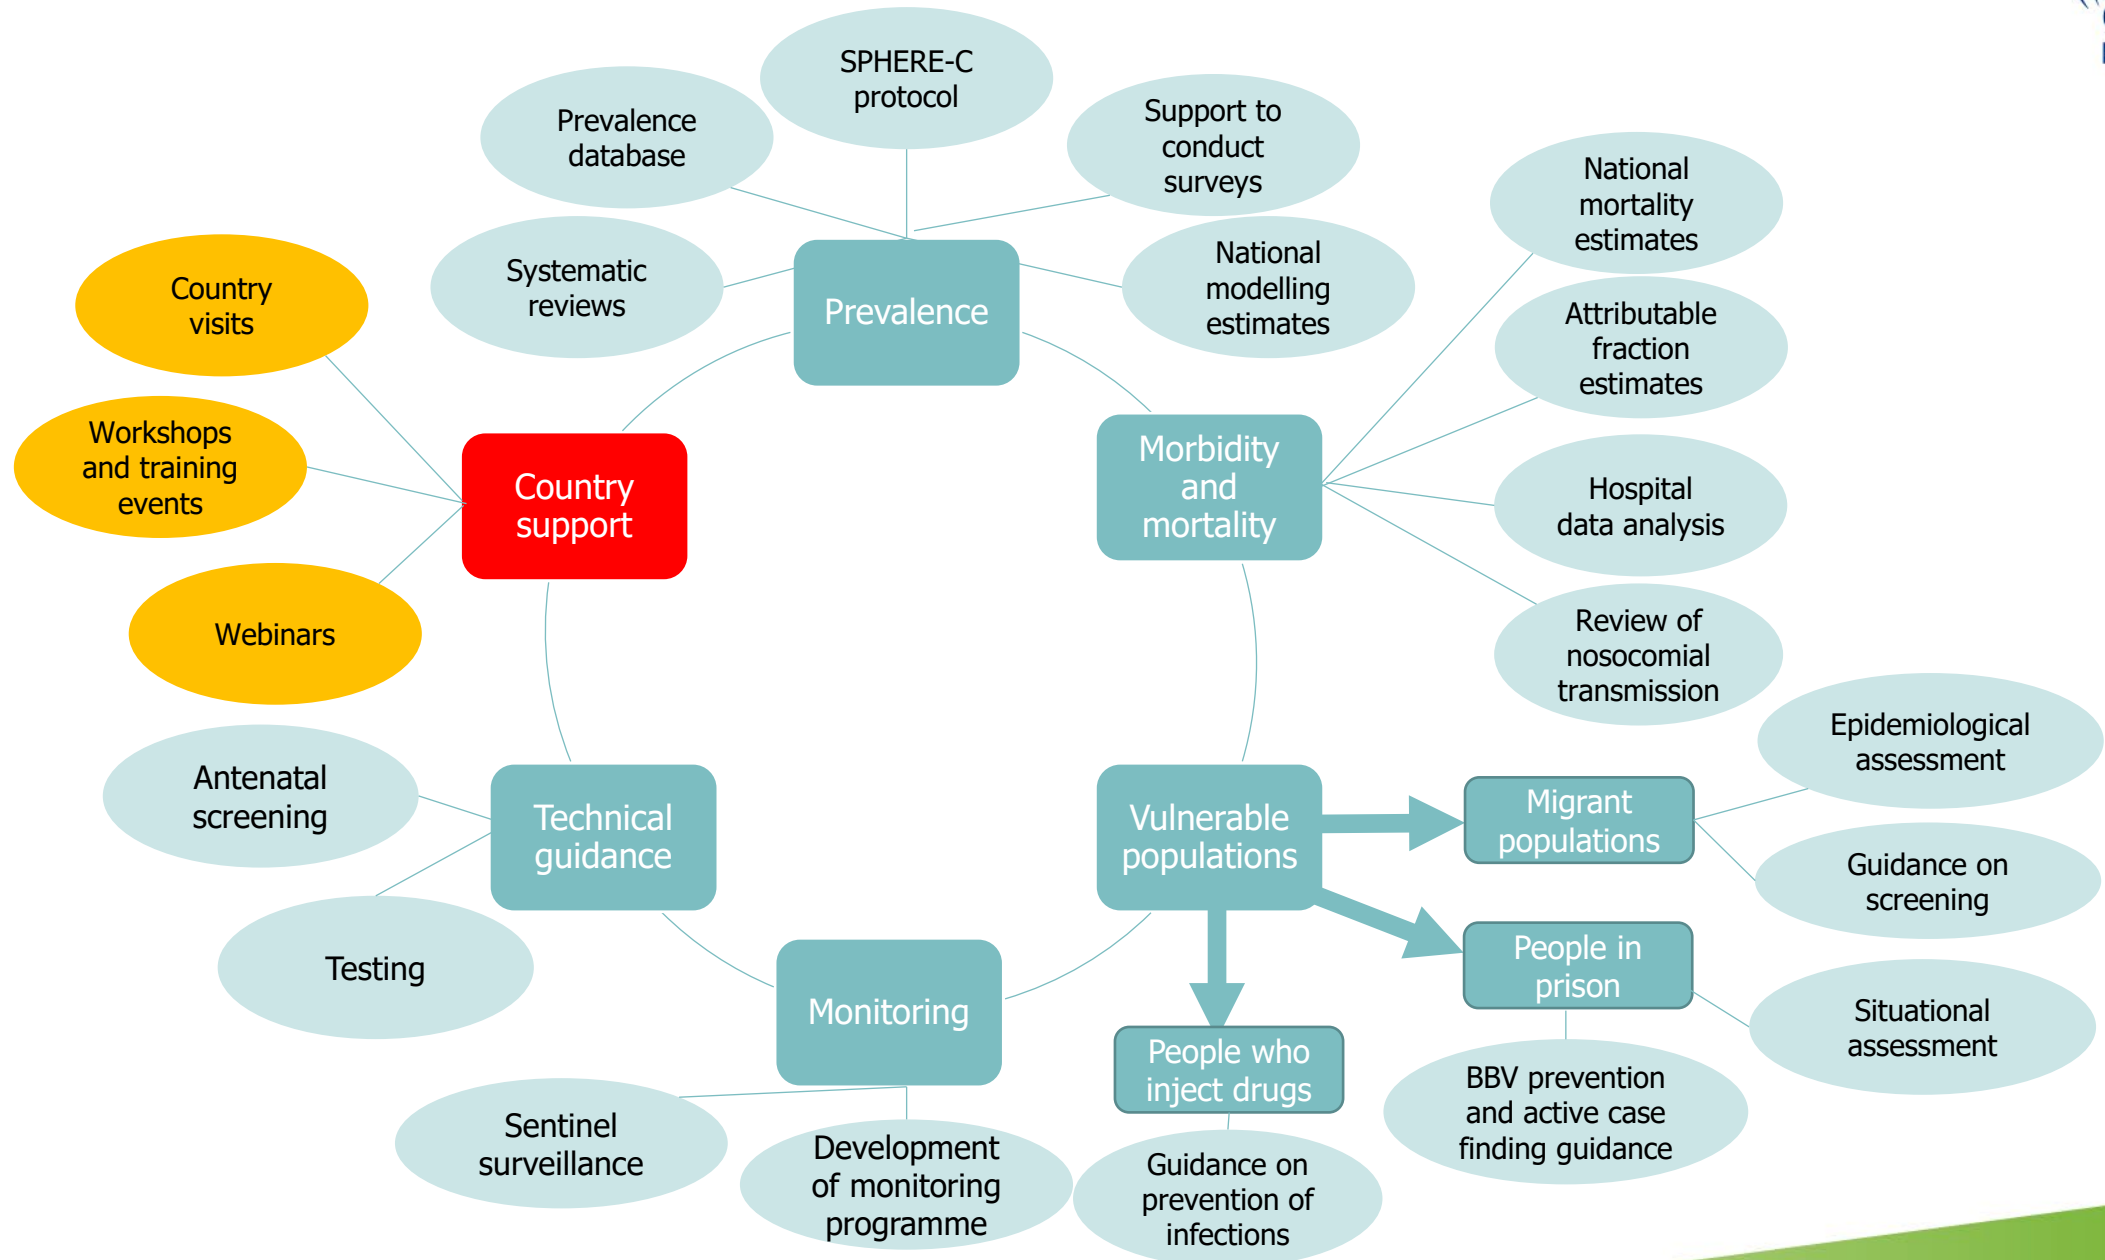 SPHERE-C
protocol
Prevalence
database
Support to
conduct
surveys
National
mortality
estimates
Systematic
reviews
National
modelling
estimates
Country
visits
Prevalence
Attributable
fraction
estimates
Workshops
and training
events
Country
support
Morbidity
and
mortality
Hospital
data analysis
Webinars
Review of
nosocomial
transmission
Epidemiological
assessment
Antenatal
screening
Technical
guidance
Vulnerable
populations
Migrant
populations
Guidance on
screening
Testing
Monitoring
People in
prison
Situational
assessment
People who
inject drugs
BBV prevention
and active case
finding guidance
Sentinel
surveillance
Development
of monitoring
programme
Guidance on
prevention of
infections